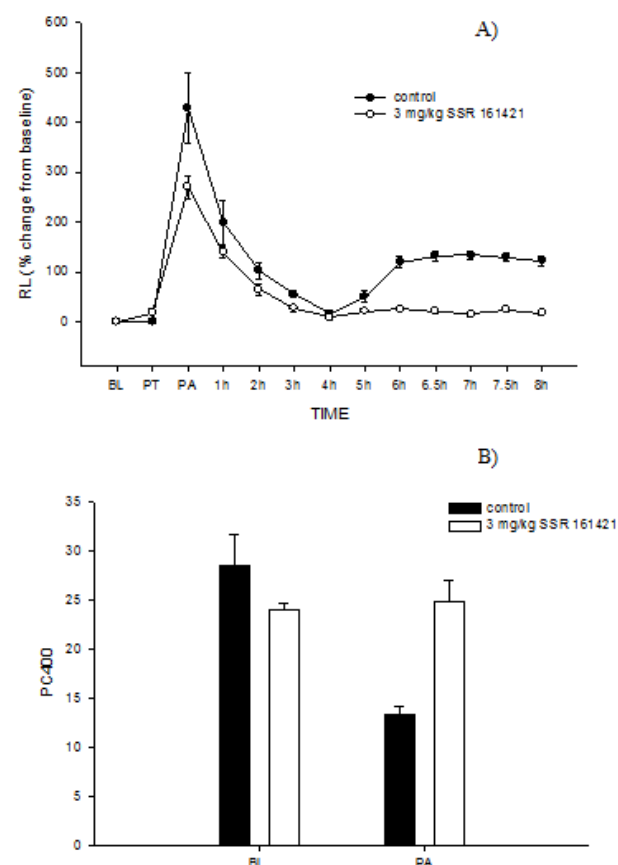 A)
600
500
400
300
200
100
0
RL (% change from baseline)
control
3 mg/kg SSR 161421
BL PT PA 1h 2h 3h 4h 5h 6h 6.5h 7h 7.5h 8h
TIME
B)
35
30
25
20
15
10
5
0
PC400
control
3 mg/kg SSR 161421
BL PA